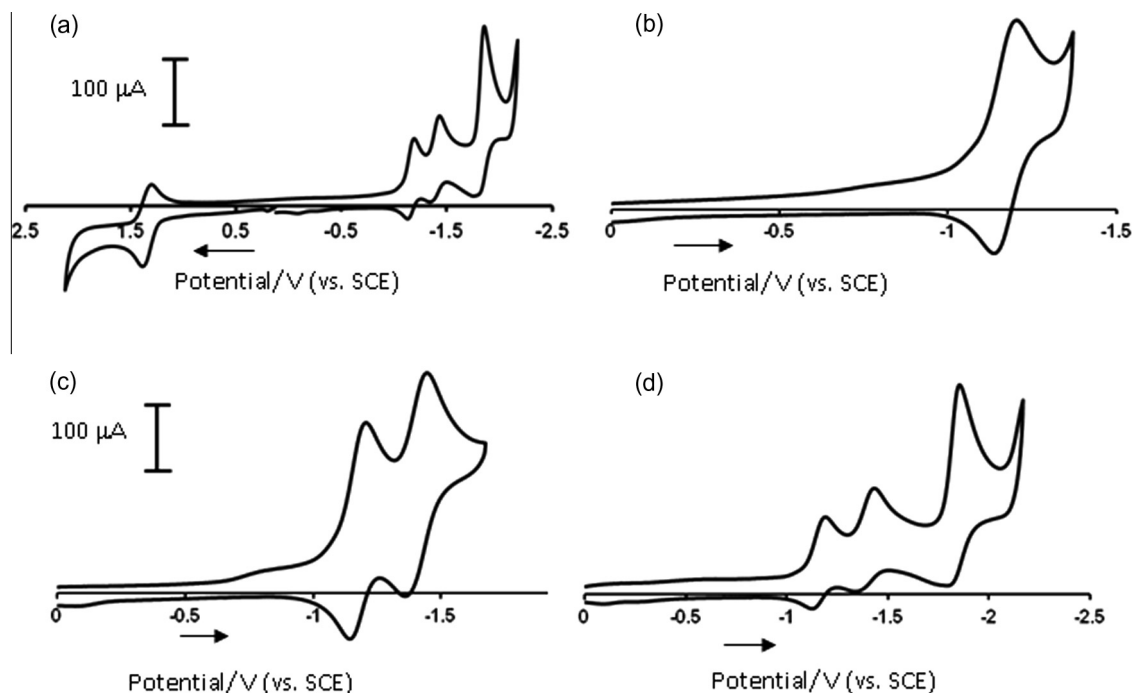 (a)
100 µA
2.5 1.5 0.5 -0.5 -1.5 -2.5
Potential/V (vs. SCE)
(b)
0 -0.5 -1 -1.5
Potential/V (vs. SCE)
(c)
100 µA
0 -0.5 -1 -1.5
Potential/V (vs. SCE)
(d)
0 -0.5 -1 -1.5 -2 -2.5
Potential/V (vs. SCE)